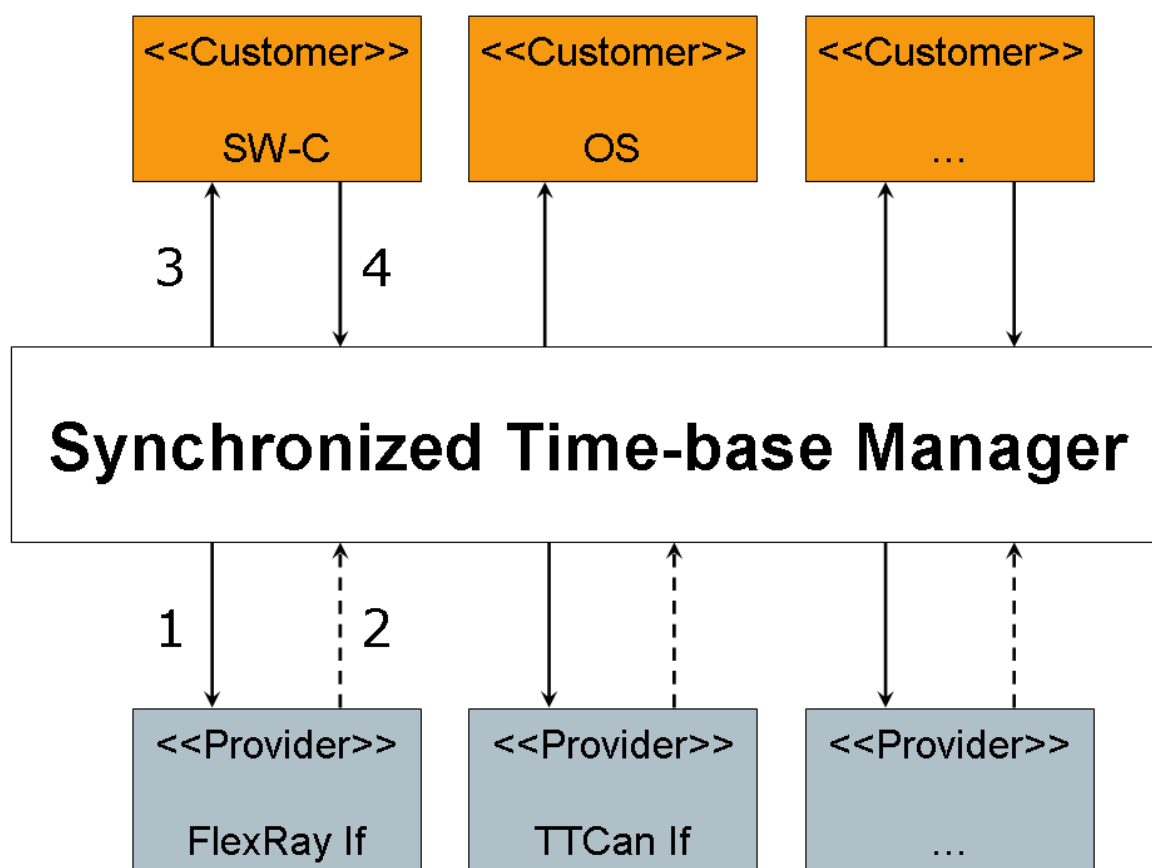 <<Customer>>
SW-C
<<Customer>>
OS
<<Customer>>
...
3
4
Synchronized Time-base Manager
1
2
<<Provider>>
FlexRay If
<<Provider>>
TTCan If
<<Provider>>
...